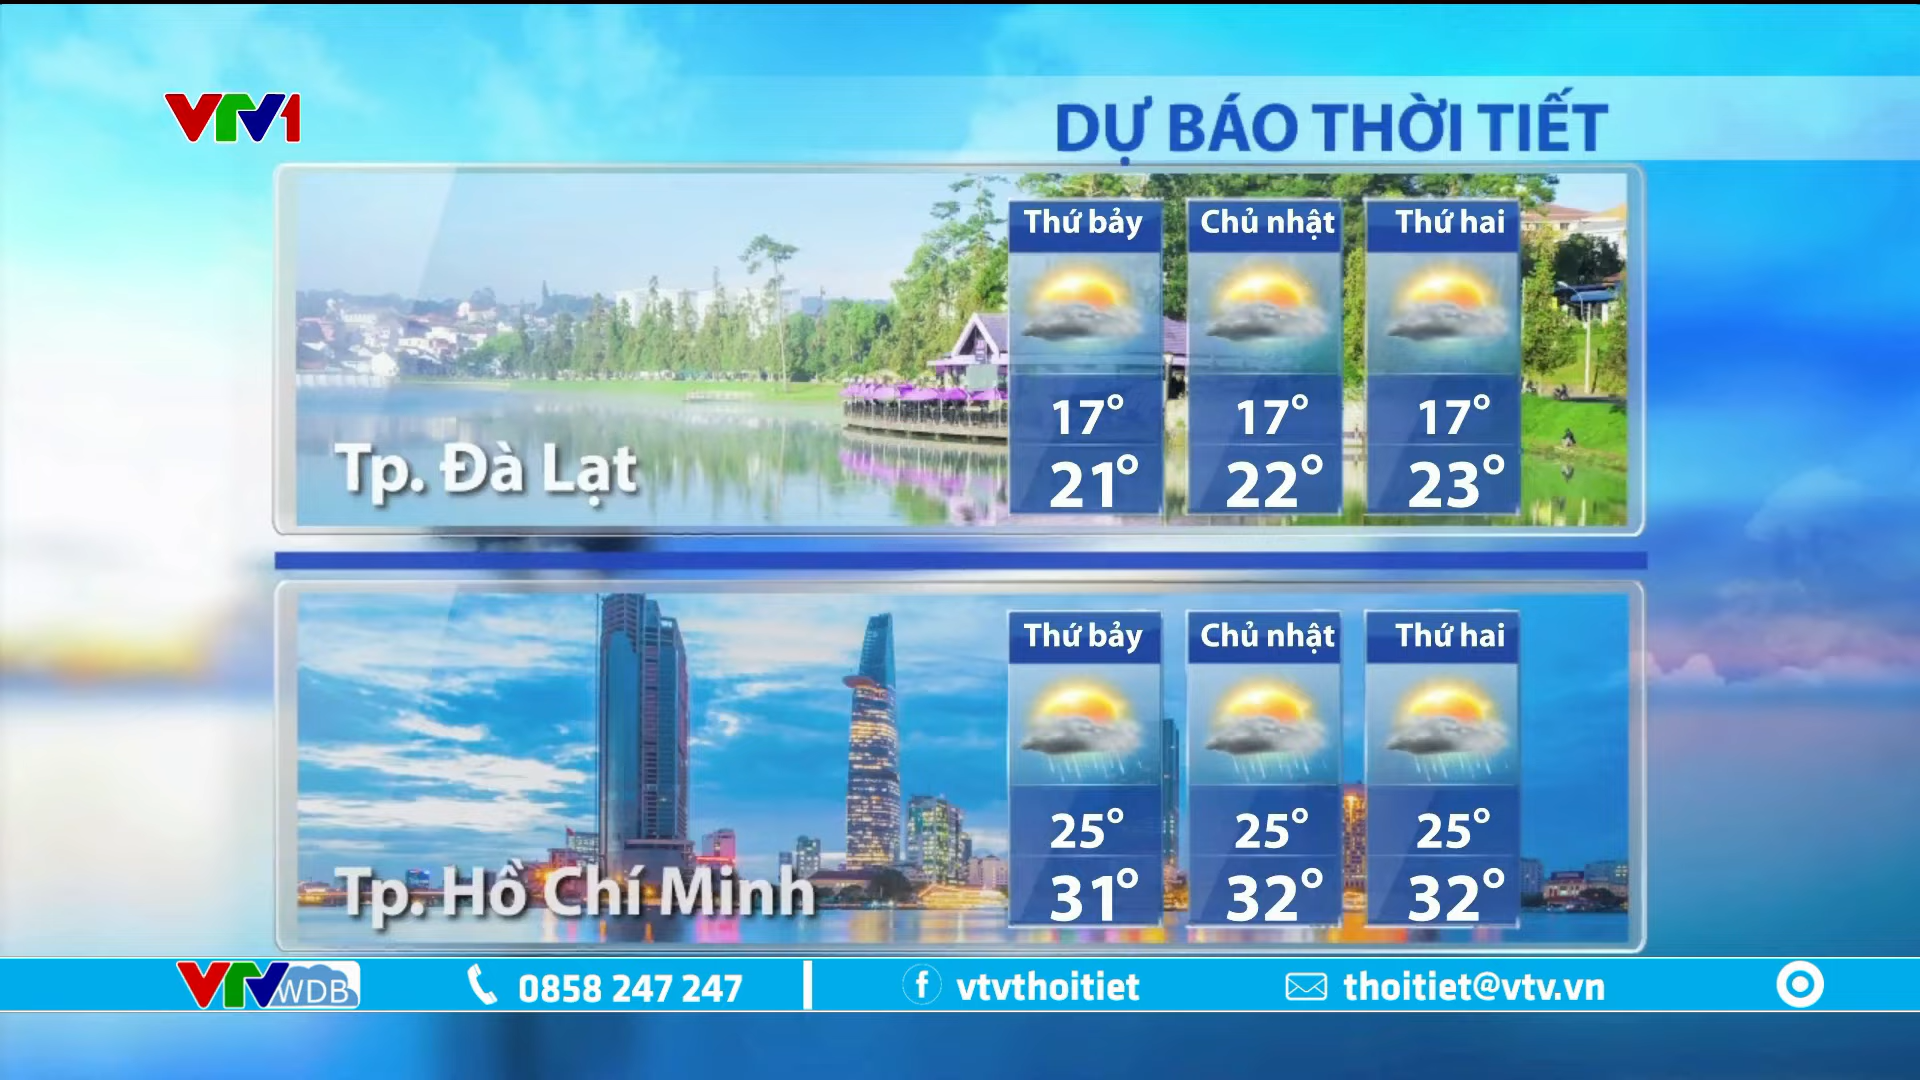 VTV1
DỰ BÁO THỜI TIẾT
Thứ bảy Chủ nhật Thứ hai
17° 17° 17°
21° 22° 23°
Tp. Đà Lạt
Thứ bảy Chủ nhật Thứ hai
25° 25° 25°
31° 32° 32°
Tp. Hồ Chí Minh
VTV WDB 0858 247 247 vtvthoitiet thoitiet@vtv.vn